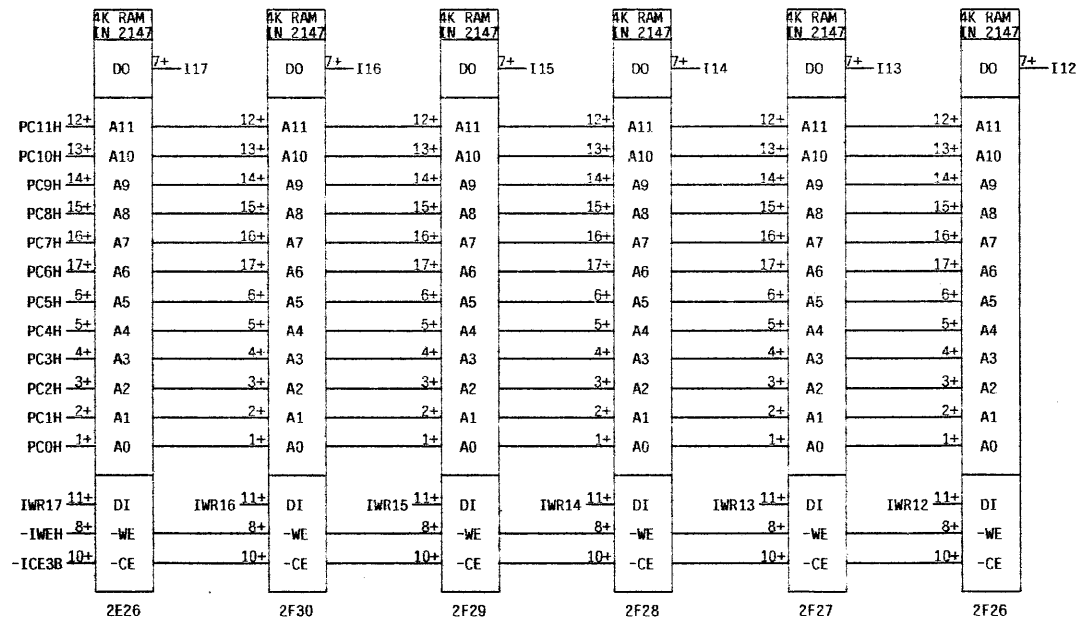 4K RAM 4K RAM 4K RAM 4K RAM 4K RAM 4K RAM
IN 2147 IN 2147 IN 2147 IN 2147 IN 2147 IN 2147
DO 7+ I17 DO 7+ I16 DO 7+ I15 DO 7+ I14 DO 7+ I13 DO 7+ I12
PC11H 12+ A11 12+ A11 12+ A11 12+ A11 12+ A11 12+ A11
PC10H 13+ A10 13+ A10 13+ A10 13+ A10 13+ A10 13+ A10
PC9H 14+ A9 14+ A9 14+ A9 14+ A9 14+ A9 14+ A9
PC8H 15+ A8 15+ A8 15+ A8 15+ A8 15+ A8 15+ A8
PC7H 16+ A7 16+ A7 16+ A7 16+ A7 16+ A7 16+ A7
PC6H 17+ A6 17+ A6 17+ A6 17+ A6 17+ A6 17+ A6
PC5H 6+ A5 6+ A5 6+ A5 6+ A5 6+ A5 6+ A5
PC4H 5+ A4 5+ A4 5+ A4 5+ A4 5+ A4 5+ A4
PC3H 4+ A3 4+ A3 4+ A3 4+ A3 4+ A3 4+ A3
PC2H 3+ A2 3+ A2 3+ A2 3+ A2 3+ A2 3+ A2
PC1H 2+ A1 2+ A1 2+ A1 2+ A1 2+ A1 2+ A1
PC0H 1+ A0 1+ A0 1+ A0 1+ A0 1+ A0 1+ A0
IWR17 11+ DI IWR16 11+ DI IWR15 11+ DI IWR14 11+ DI IWR13 11+ DI IWR12 11+ DI
-IWEH 8+ -WE 8+ -WE 8+ -WE 8+ -WE 8+ -WE 8+ -WE
-ICE3B 10+ -CE 10+ -CE 10+ -CE 10+ -CE 10+ -CE 10+ -CE
2E26 2F30 2F29 2F28 2F27 2F26